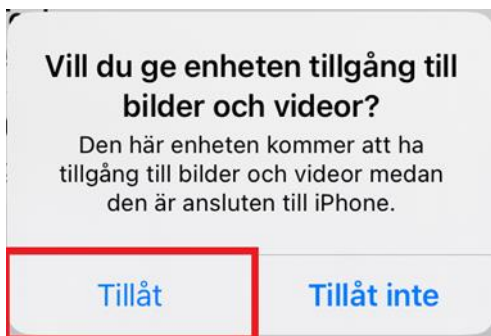 Vill du ge enheten tillgång till
bilder och videor?
Den här enheten kommer att ha
tillgång till bilder och videor medan
den är ansluten till iPhone.
Tillåt
Tillåt inte